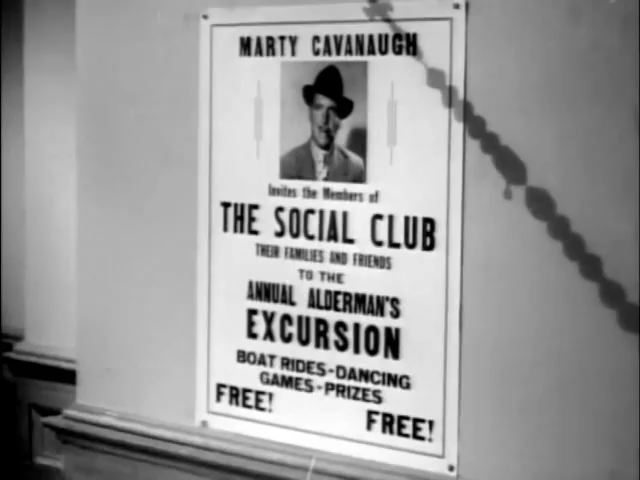 MARTY CAVANAUGH
Invites the Members of
THE SOCIAL CLUB
THEIR FAMILIES AND FRIENDS
TO THE
ANNUAL ALDERMAN'S
EXCURSION
BOAT RIDES-DANCING
GAMES-PRIZES
FREE!
FREE!